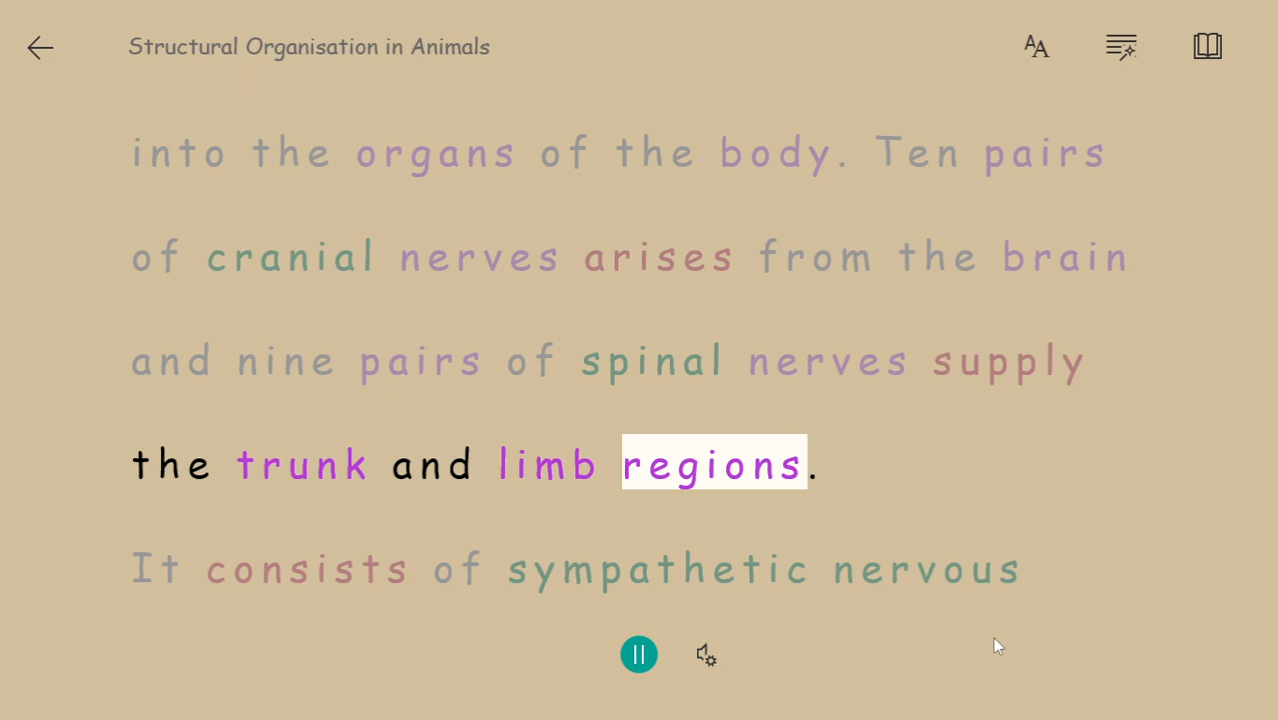 Structural Organisation in Animals
into the organs of the body. Ten pairs
of cranial nerves arises from the brain
and nine pairs of spinal nerves supply
the trunk and limb regions.
It consists of sympathetic nervous